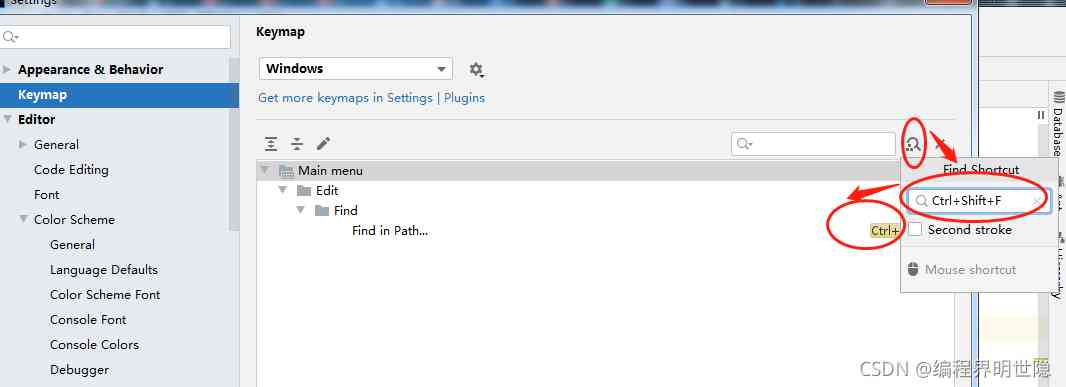 Settings
Keymap
Windows
Get more keymaps in Settings | Plugins
Appearance & Behavior
Keymap
Editor
General
Code Editing
Font
Color Scheme
General
Language Defaults
Color Scheme Font
Console Font
Console Colors
Debugger
Main menu
Edit
Find
Find in Path...
Ctrl+
Find Shortcut
Ctrl+Shift+F
Second stroke
Mouse shortcut
Database
CSDN @编程界明世隐